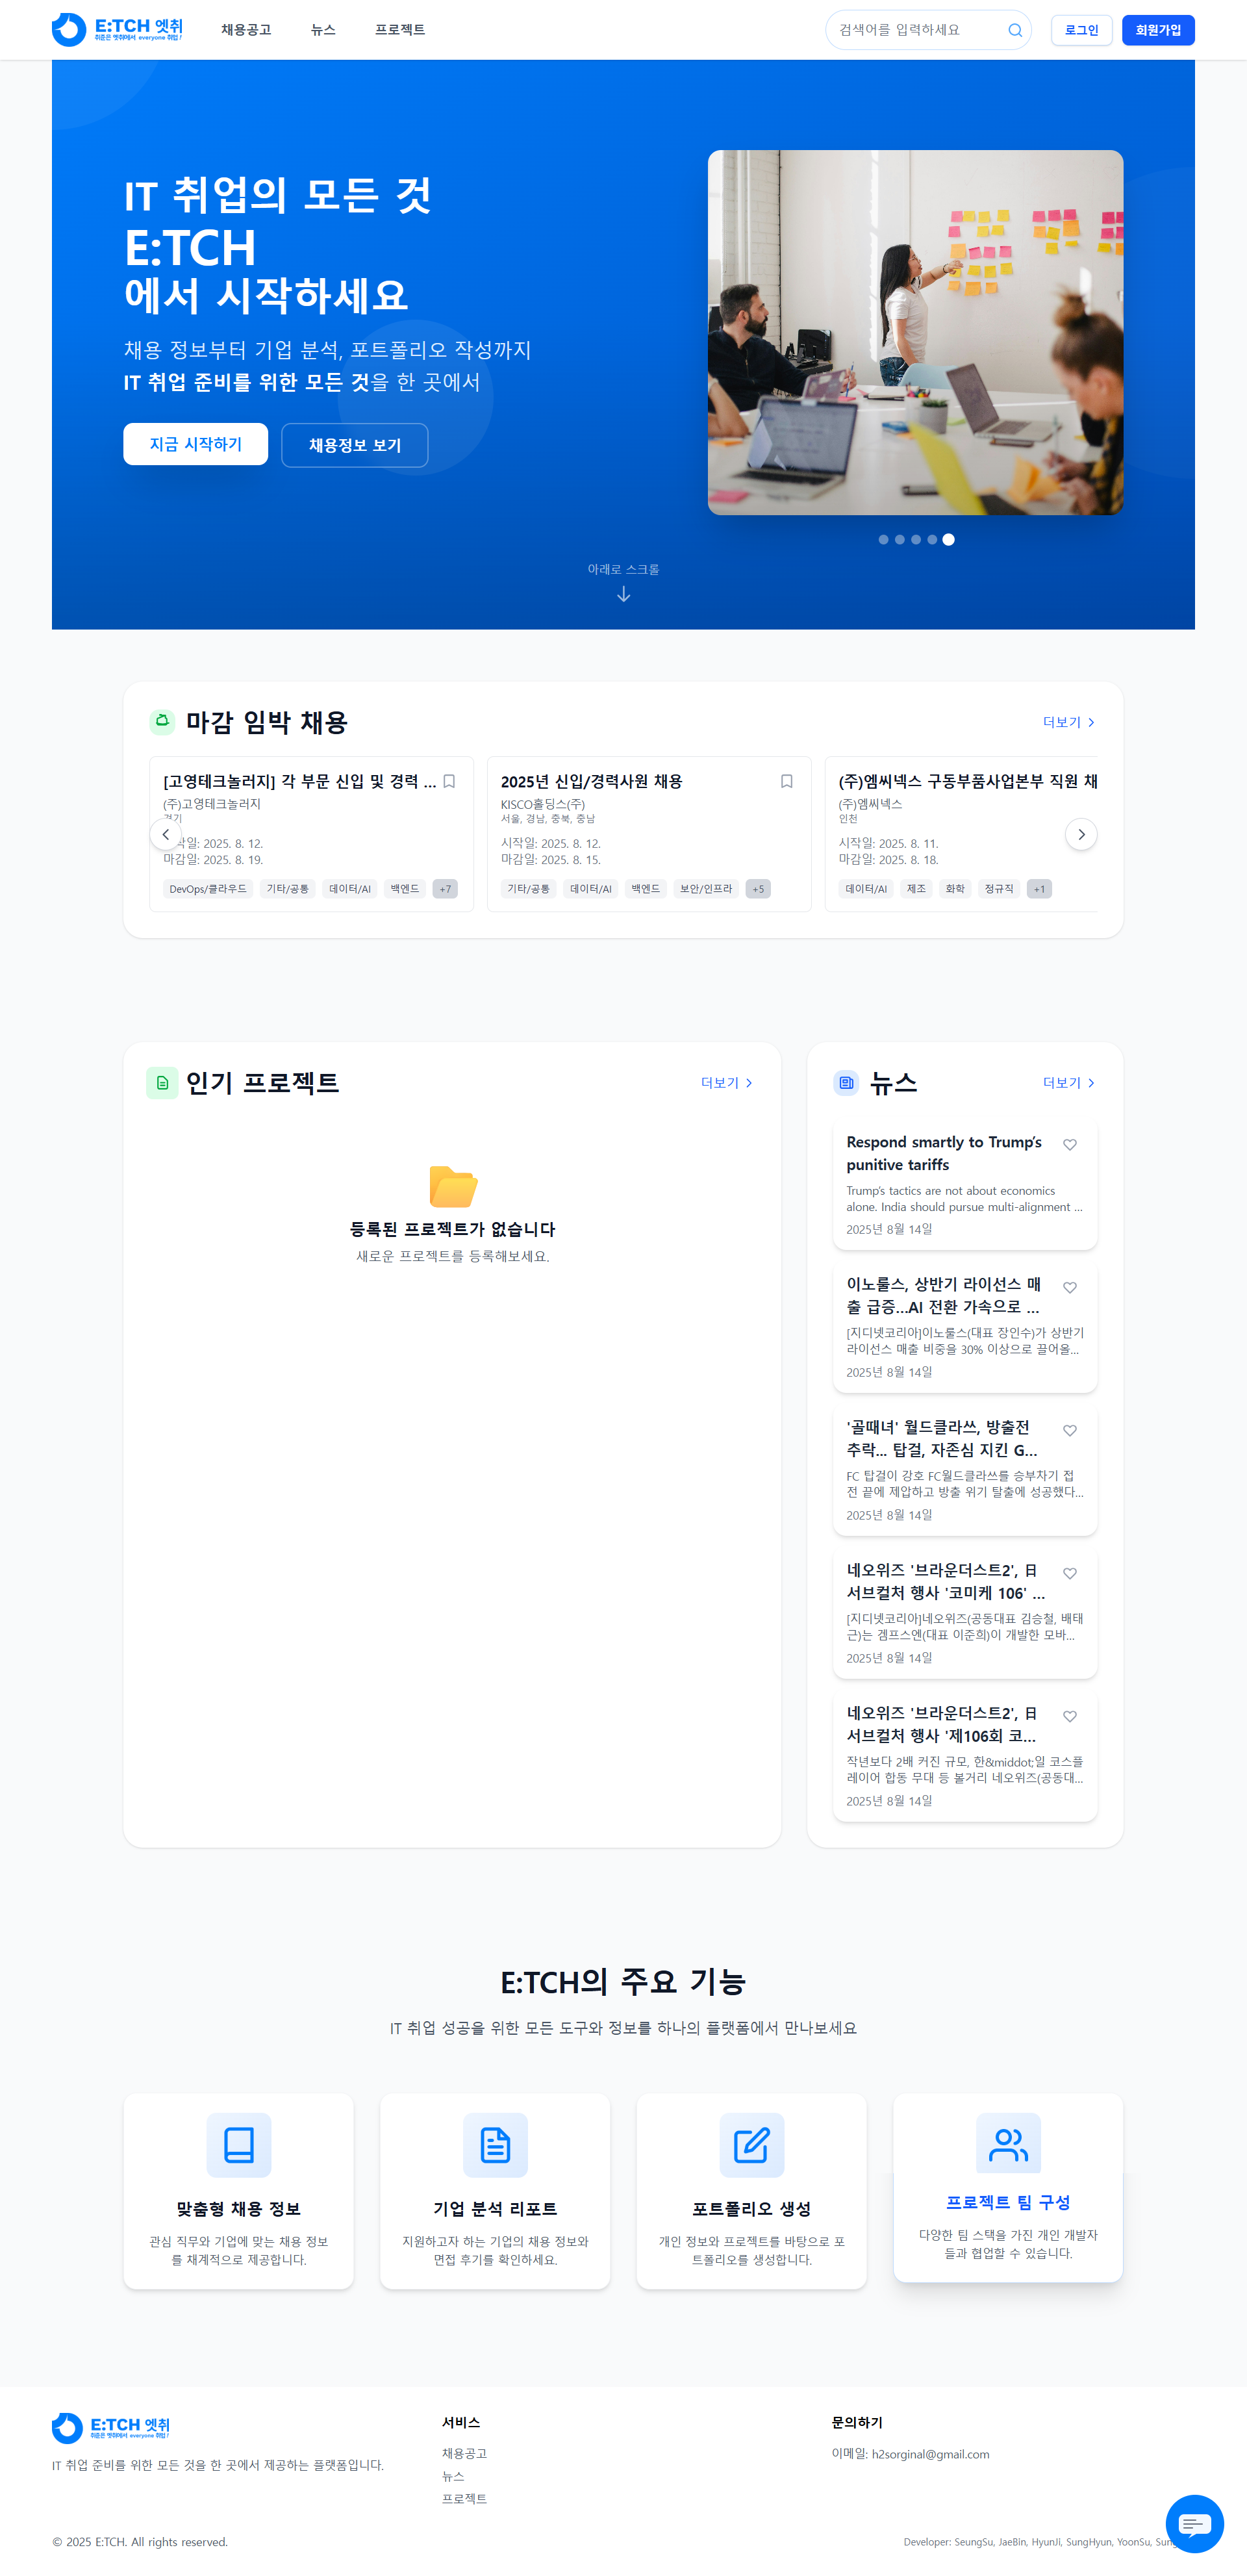 E:TCH 엣취
취준은 엣취에서 everyone 취업!
채용공고
뉴스
프로젝트
검색어를 입력하세요
로그인
회원가입
IT 취업의 모든 것
E:TCH
에서 시작하세요
채용 정보부터 기업 분석, 포트폴리오 작성까지
IT 취업 준비를 위한 모든 것을 한 곳에서
지금 시작하기
채용정보 보기
아래로 스크롤
마감 임박 채용
더보기
[고영테크놀러지] 각 부문 신입 및 경력 ...
(주)고영테크놀러지
경기
작일: 2025. 8. 12.
마감일: 2025. 8. 19.
DevOps/클라우드 기타/공통 데이터/AI 백엔드 +7
2025년 신입/경력사원 채용
KISCO홀딩스(주)
서울, 경남, 충북, 충남
시작일: 2025. 8. 12.
마감일: 2025. 8. 15.
기타/공통 데이터/AI 백엔드 보안/인프라 +5
(주)엠씨넥스 구동부품사업본부 직원 채
(주)엠씨넥스
인천
시작일: 2025. 8. 11.
마감일: 2025. 8. 18.
데이터/AI 제조 화학 정규직 +1
인기 프로젝트
더보기
등록된 프로젝트가 없습니다
새로운 프로젝트를 등록해보세요.
뉴스
더보기
Respond smartly to Trump's
punitive tariffs
Trump's tactics are not about economics
alone. India should pursue multi-alignment ...
2025년 8월 14일
이노룰스, 상반기 라이선스 매
출 급증...AI 전환 가속으로 ...
[지디넷코리아]이노룰스(대표 장인수)가 상반기
라이선스 매출 비중을 30% 이상으로 끌어올...
2025년 8월 14일
'골때녀' 월드클라쓰, 방출전
추락... 탑걸, 자존심 지킨 G...
FC 탑걸이 강호 FC월드클라쓰를 승부차기 접
전 끝에 제압하고 방출 위기 탈출에 성공했다...
2025년 8월 14일
네오위즈 '브라운더스트2', 日
서브컬처 행사 '코미케 106' ...
[지디넷코리아]네오위즈(공동대표 김승철, 배태
근)는 겜프스엔(대표 이준희)이 개발한 모바...
2025년 8월 14일
네오위즈 '브라운더스트2', 日
서브컬처 행사 '제106회 코...
작년보다 2배 커진 규모, 한&middot;일 코스플
레이어 합동 무대 등 볼거리 네오위즈(공동대...
2025년 8월 14일
E:TCH의 주요 기능
IT 취업 성공을 위한 모든 도구와 정보를 하나의 플랫폼에서 만나보세요
맞춤형 채용 정보
관심 직무와 기업에 맞는 채용 정보
를 체계적으로 제공합니다.
기업 분석 리포트
지원하고자 하는 기업의 채용 정보와
면접 후기를 확인하세요.
포트폴리오 생성
개인 정보와 프로젝트를 바탕으로 포
트폴리오를 생성합니다.
프로젝트 팀 구성
다양한 팀 스택을 가진 개인 개발자
들과 협업할 수 있습니다.
E:TCH 엣취
취준은 엣취에서 everyone 취업!
IT 취업 준비를 위한 모든 것을 한 곳에서 제공하는 플랫폼입니다.
서비스
채용공고
뉴스
프로젝트
문의하기
이메일: h2sorginal@gmail.com
© 2025 E:TCH. All rights reserved.
Developer: SeungSu, JaeBin, HyunJi, SungHyun, YoonSu,